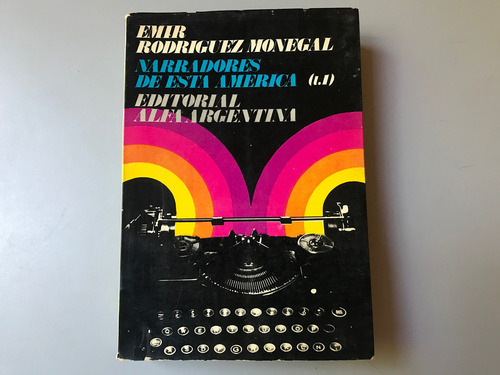 EMIR
RODRIGUEZ MONEGAL
NARRADORES
DE ESTA AMERICA (t.1)
EDITORIAL
ALFA ARGENTINA